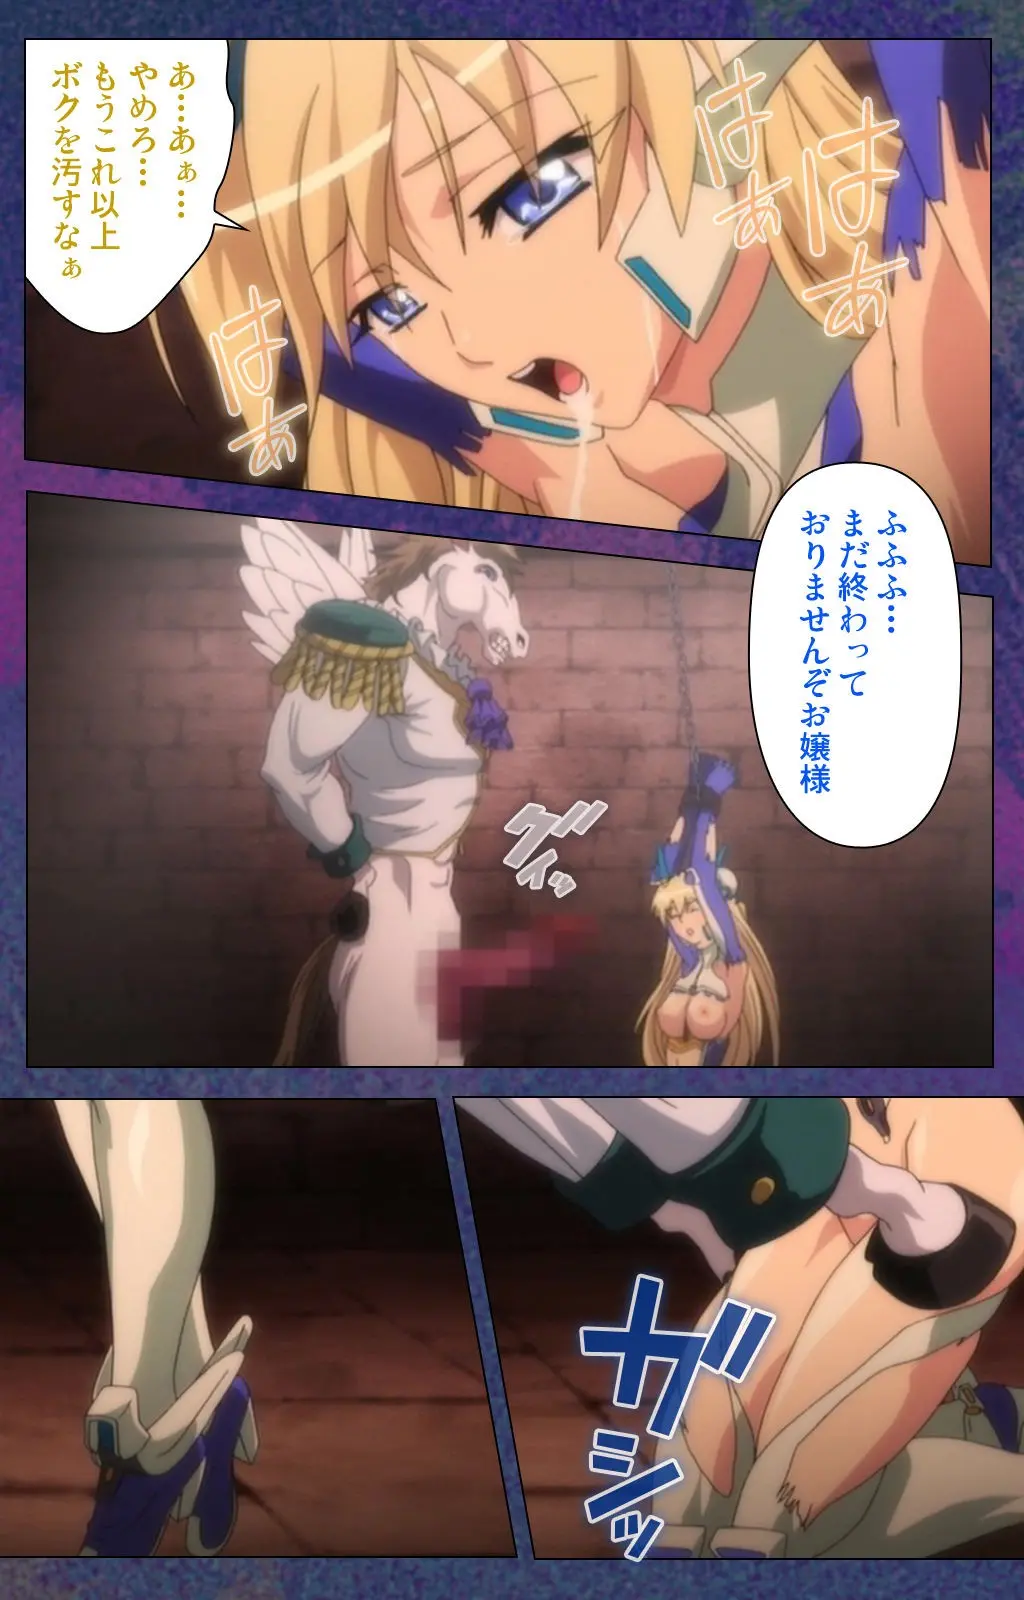 あ…あぁ…
やめろ…
もうこれ以上
ボクを汚すなぁ
はぁ
はぁ
はぁ
ふふふ…
まだ終わって
おりませんぞお嬢様
グイッ
ガシッ